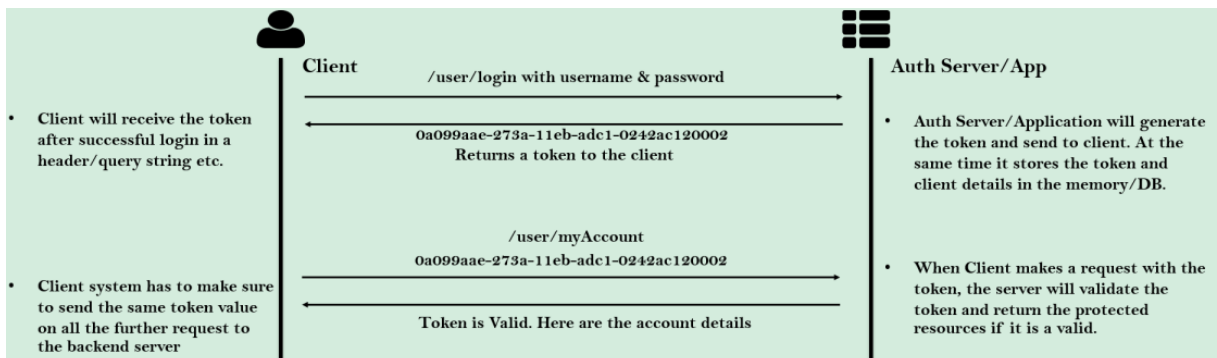 Client
Auth Server/App
/user/login with username & password
• Client will receive the token
after successful login in a
header/query string etc.
0a099aae-273a-11eb-adc1-0242ac120002
Returns a token to the client
• Auth Server/Application will generate
the token and send to client. At the
same time it stores the token and
client details in the memory/DB.
/user/myAccount
0a099aae-273a-11eb-adc1-0242ac120002
• Client system has to make sure
to send the same token value
on all the further request to
the backend server
• When Client makes a request with the
token, the server will validate the
token and return the protected
resources if it is a valid.
Token is Valid. Here are the account details